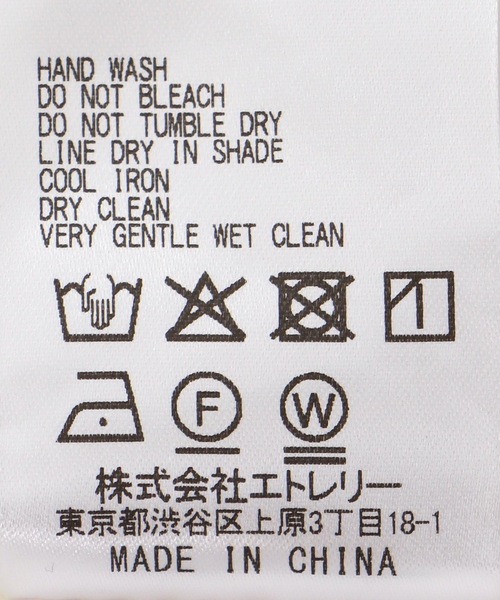 HAND WASH
DO NOT BLEACH
DO NOT TUMBLE DRY
LINE DRY IN SHADE
COOL IRON
DRY CLEAN
VERY GENTLE WET CLEAN
F W
株式会社エトレリー
東京都渋谷区上原3丁目18-1
MADE IN CHINA